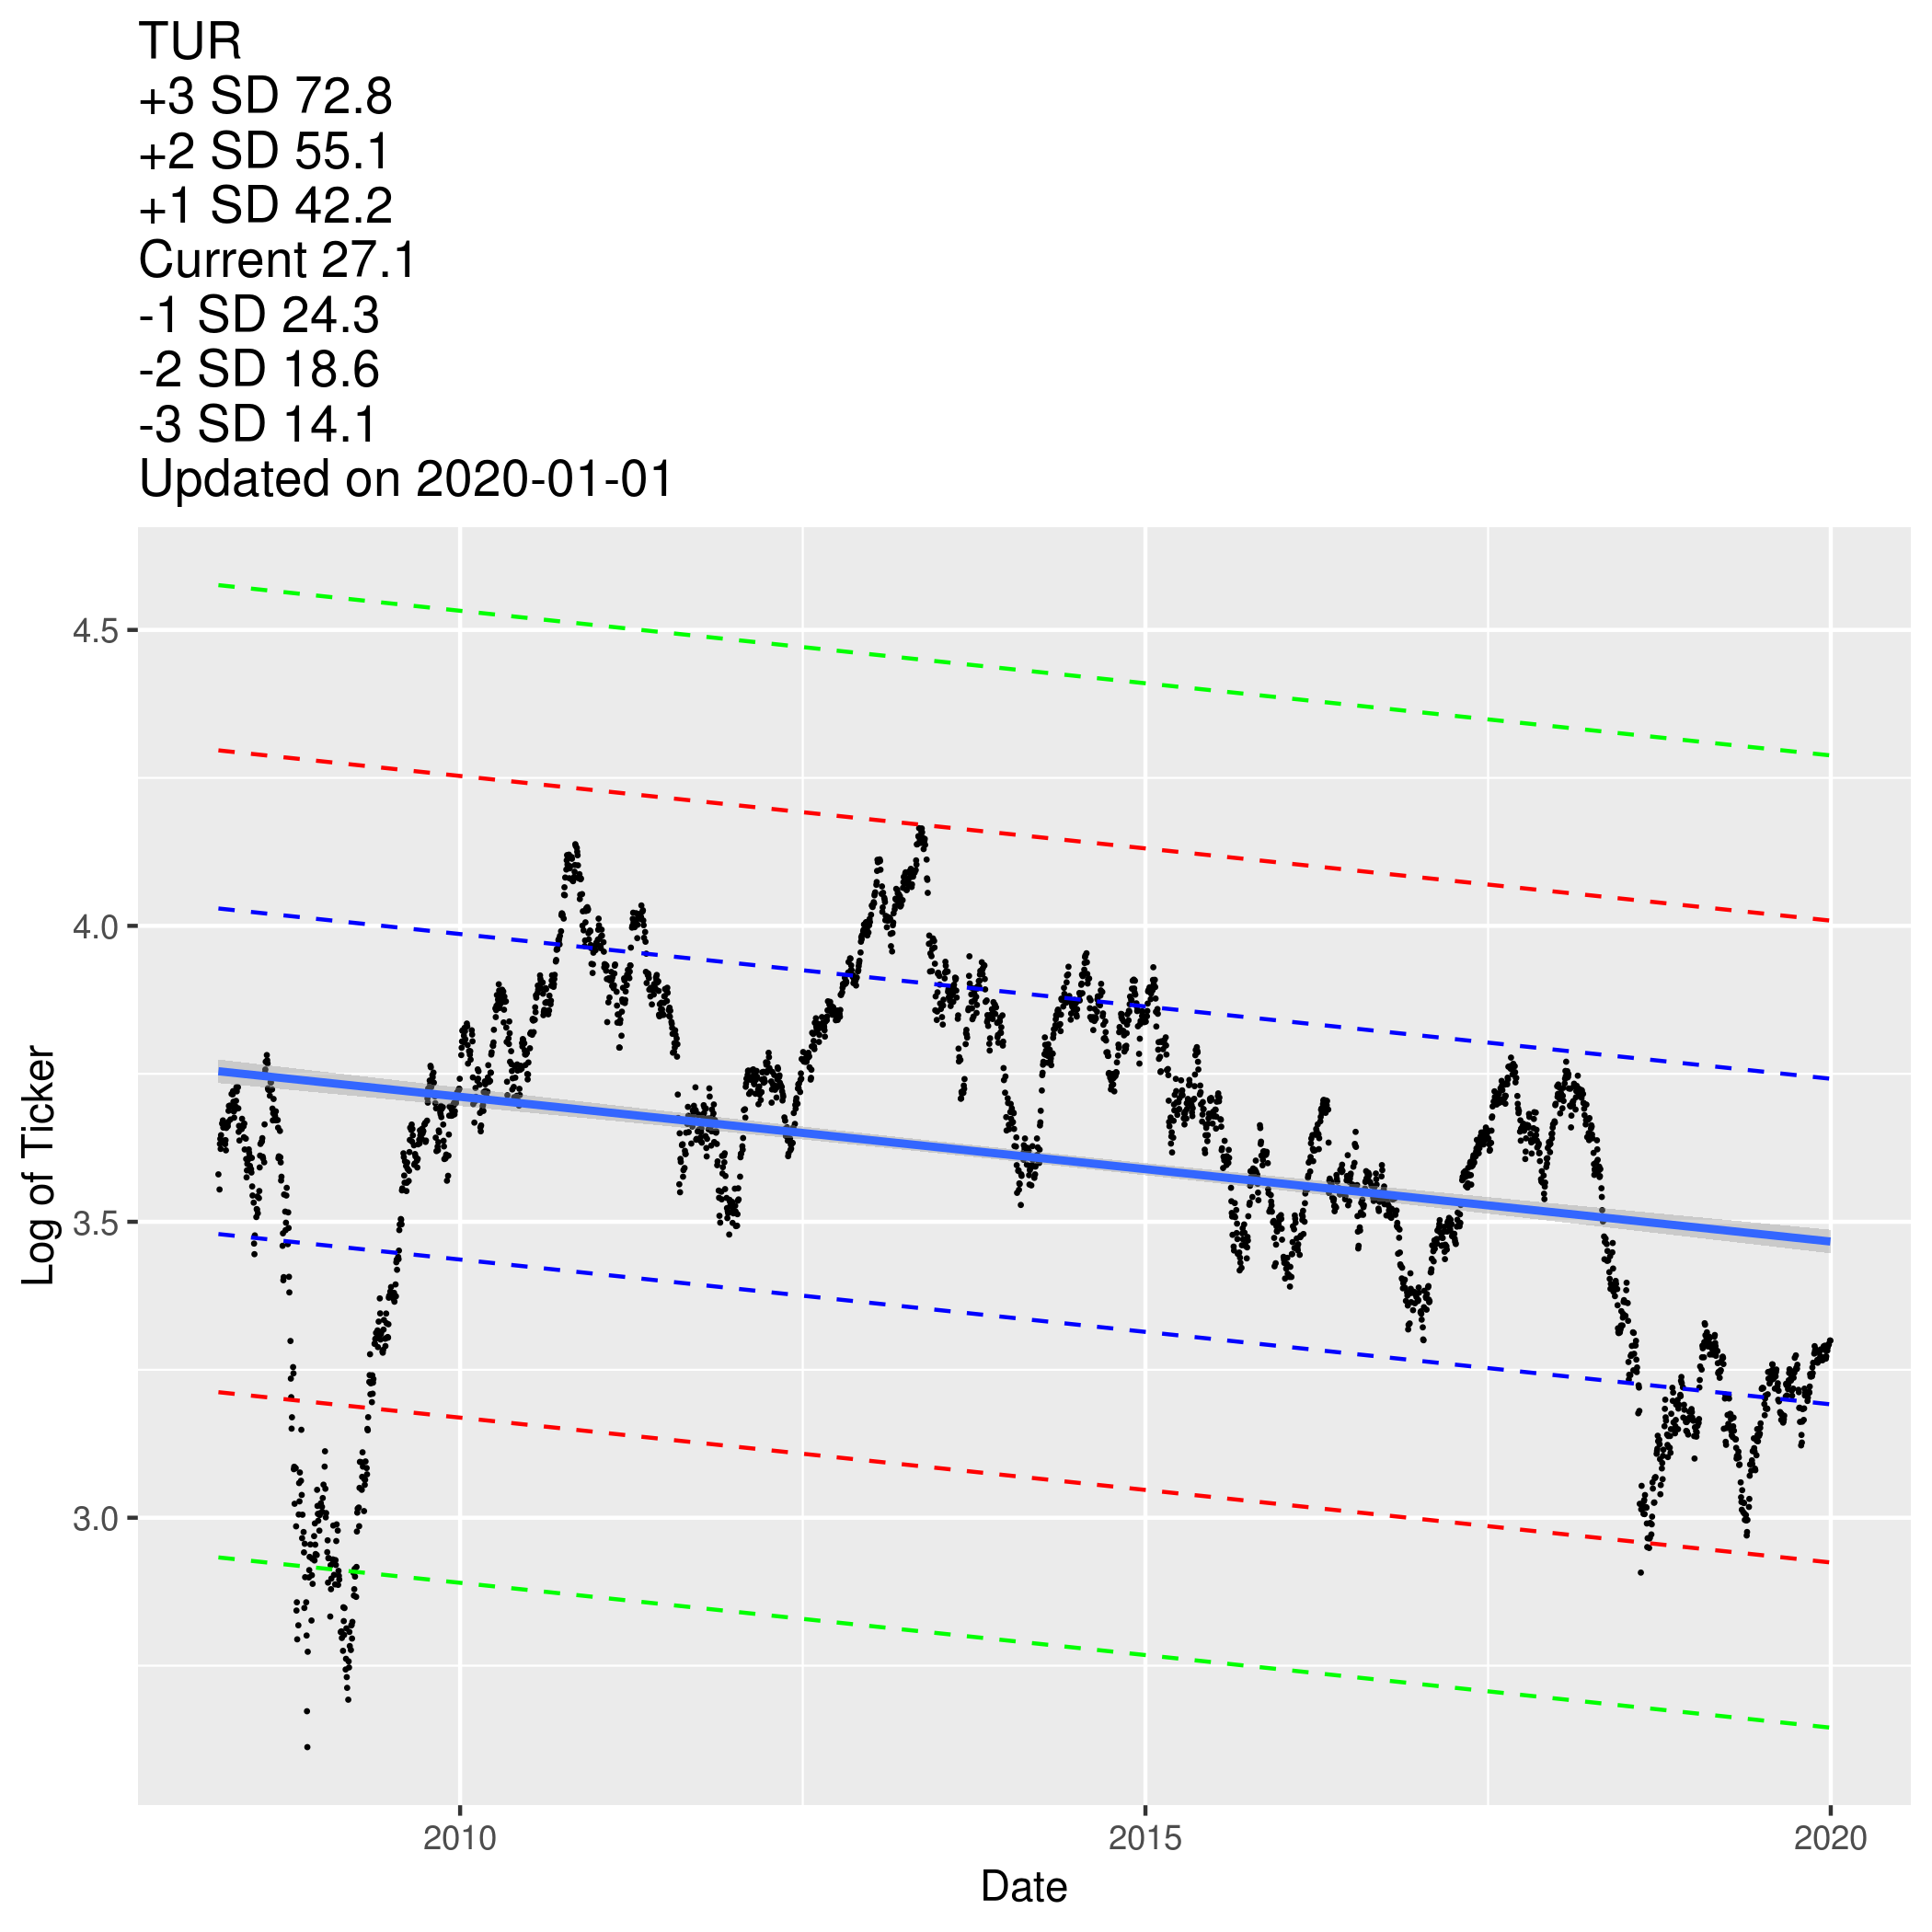 TUR
+3 SD 72.8
+2 SD 55.1
+1 SD 42.2
Current 27.1
-1 SD 24.3
-2 SD 18.6
-3 SD 14.1
Updated on 2020-01-01
4.5
4.0
3.5
3.0
Log of Ticker
2010
2015
2020
Date